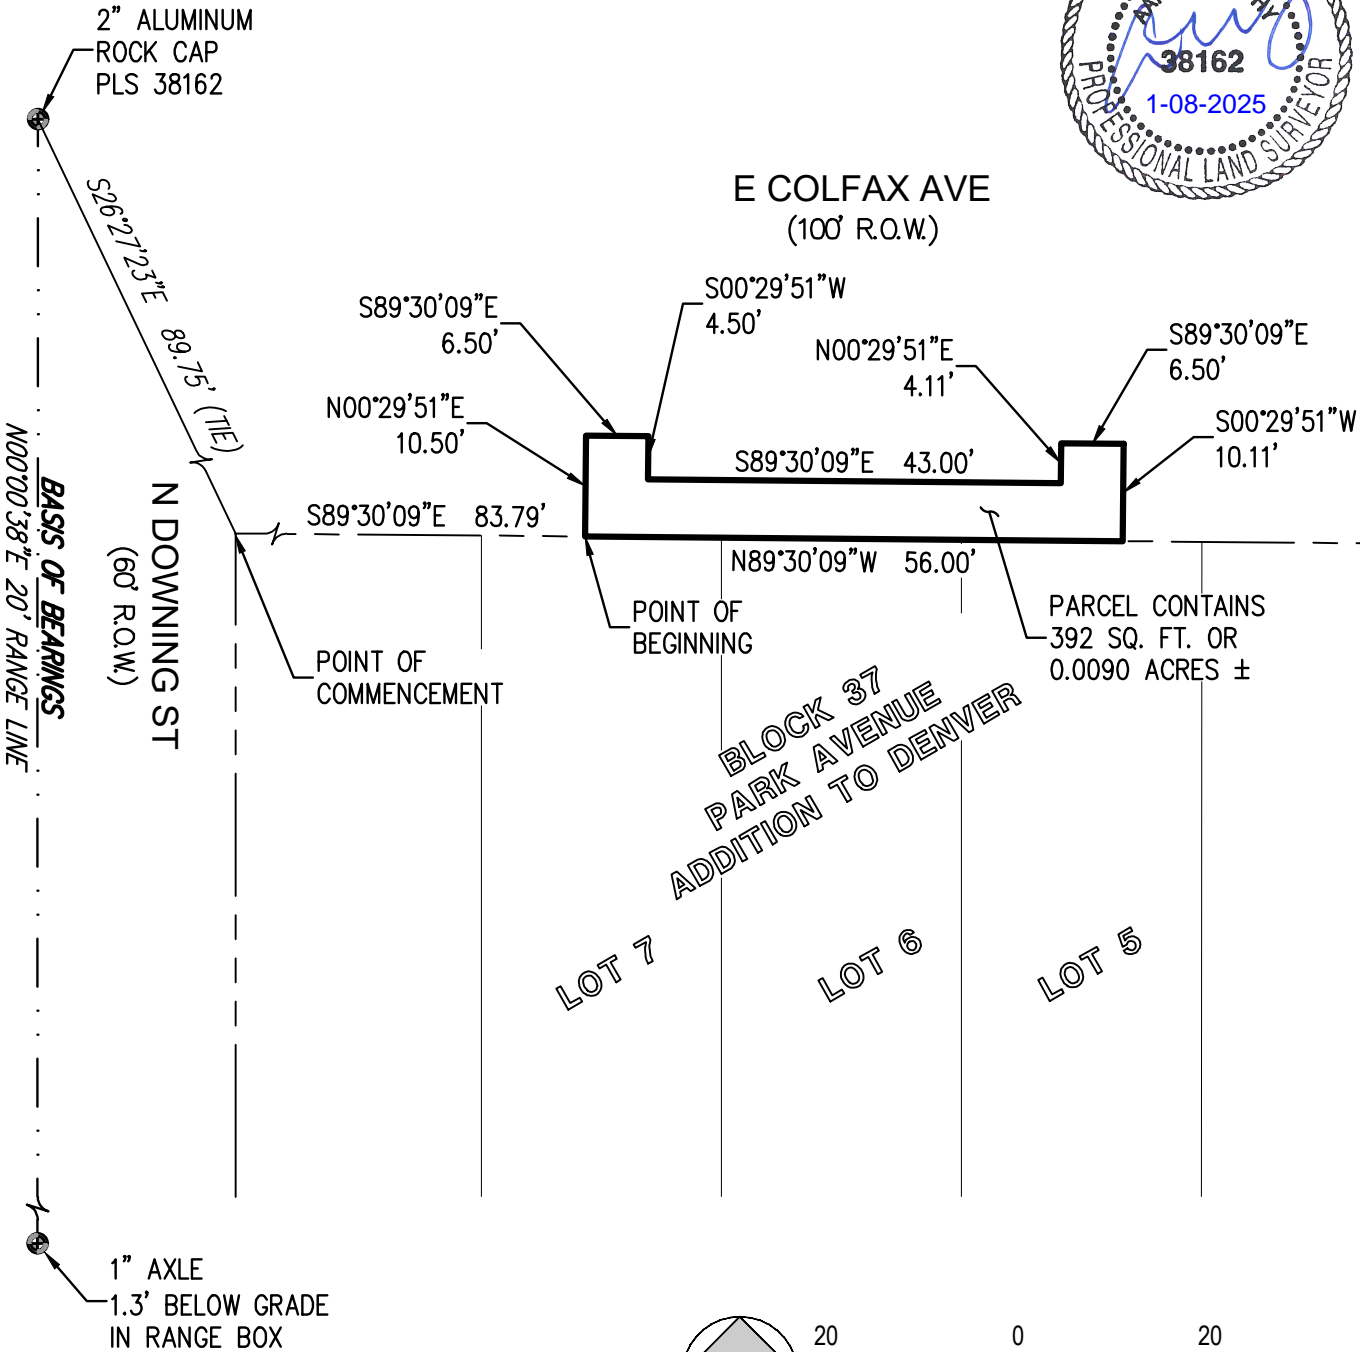 2" ALUMINUM
ROCK CAP
PLS 38162
38162
1-08-2025
PROFESSIONAL LAND SURVEYOR
E COLFAX AVE
(100' R.O.W.)
S26°27'23"E 89.75' (TIE)
S89°30'09"E
6.50'
S00°29'51"W
4.50'
N00°29'51"E
4.11'
S89°30'09"E
6.50'
N00°29'51"E
10.50'
S00°29'51"W
10.11'
S89°30'09"E 43.00'
S89°30'09"E 83.79'
N89°30'09"W 56.00'
POINT OF
BEGINNING
POINT OF
COMMENCEMENT
PARCEL CONTAINS
392 SQ. FT. OR
0.0090 ACRES ±
N DOWNING ST
(60' R.O.W.)
BASIS OF BEARINGS
N00°00'38"E 20' RANGE LINE
BLOCK 37
PARK AVENUE
ADDITION TO DENVER
LOT 7
LOT 6
LOT 5
1" AXLE
1.3' BELOW GRADE
IN RANGE BOX
20 0 20